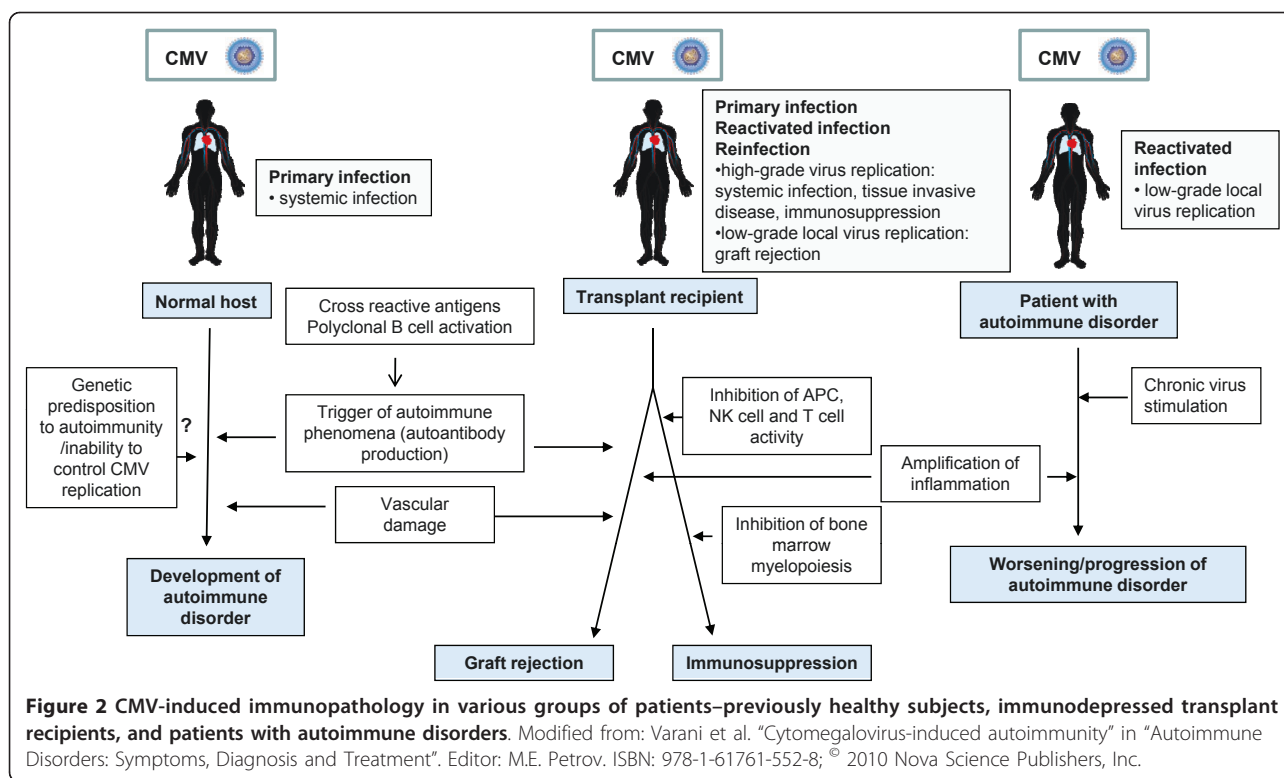 CMV
CMV
CMV
Primary infection
• systemic infection
Primary infection
Reactivated infection
Reinfection
•high-grade virus replication:
systemic infection, tissue invasive
disease, immunosuppression
•low-grade local virus replication:
graft rejection
Reactivated
infection
• low-grade local
virus replication
Normal host
Transplant recipient
Patient with
autoimmune disorder
Cross reactive antigens
Polyclonal B cell activation
Genetic
predisposition
to autoimmunity
/inability to
control CMV
replication
?
Trigger of autoimmune
phenomena (autoantibody
production)
Inhibition of APC,
NK cell and T cell
activity
Chronic virus
stimulation
Amplification of
inflammation
Vascular
damage
Inhibition of bone
marrow
myelopoiesis
Development of
autoimmune
disorder
Worsening/progression of
autoimmune disorder
Graft rejection
Immunosuppression
Figure 2 CMV-induced immunopathology in various groups of patients–previously healthy subjects, immunodepressed transplant
recipients, and patients with autoimmune disorders. Modified from: Varani et al. "Cytomegalovirus-induced autoimmunity" in "Autoimmune
Disorders: Symptoms, Diagnosis and Treatment". Editor: M.E. Petrov. ISBN: 978-1-61761-552-8; © 2010 Nova Science Publishers, Inc.